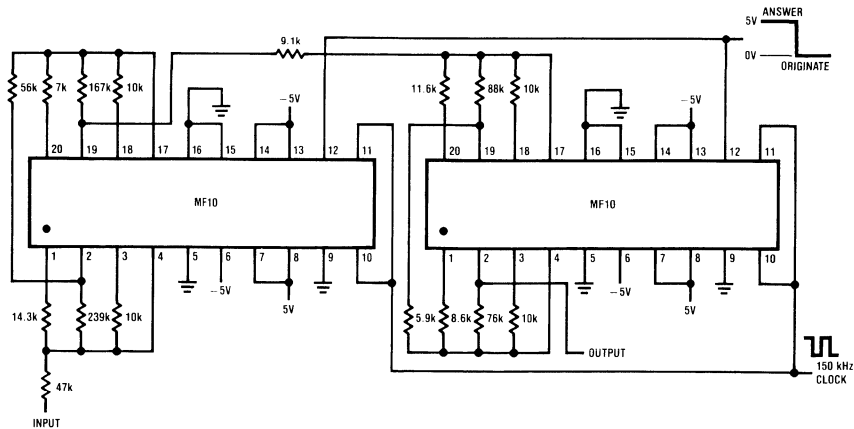 ANSWER
5V
0V
ORIGINATE
9.1k
56k 7k 167k 10k
11.6k 88k 10k
–5V
–5V
20 19 18 17 16 15 14 13 12 11
20 19 18 17 16 15 14 13 12 11
MF10
MF10
1 2 3 4 5 6 7 8 9 10
1 2 3 4 5 6 7 8 9 10
–5V
–5V
5V
5V
14.3k 239k 10k
5.9k 8.6k 76k 10k
OUTPUT
47k
150 kHz
CLOCK
INPUT